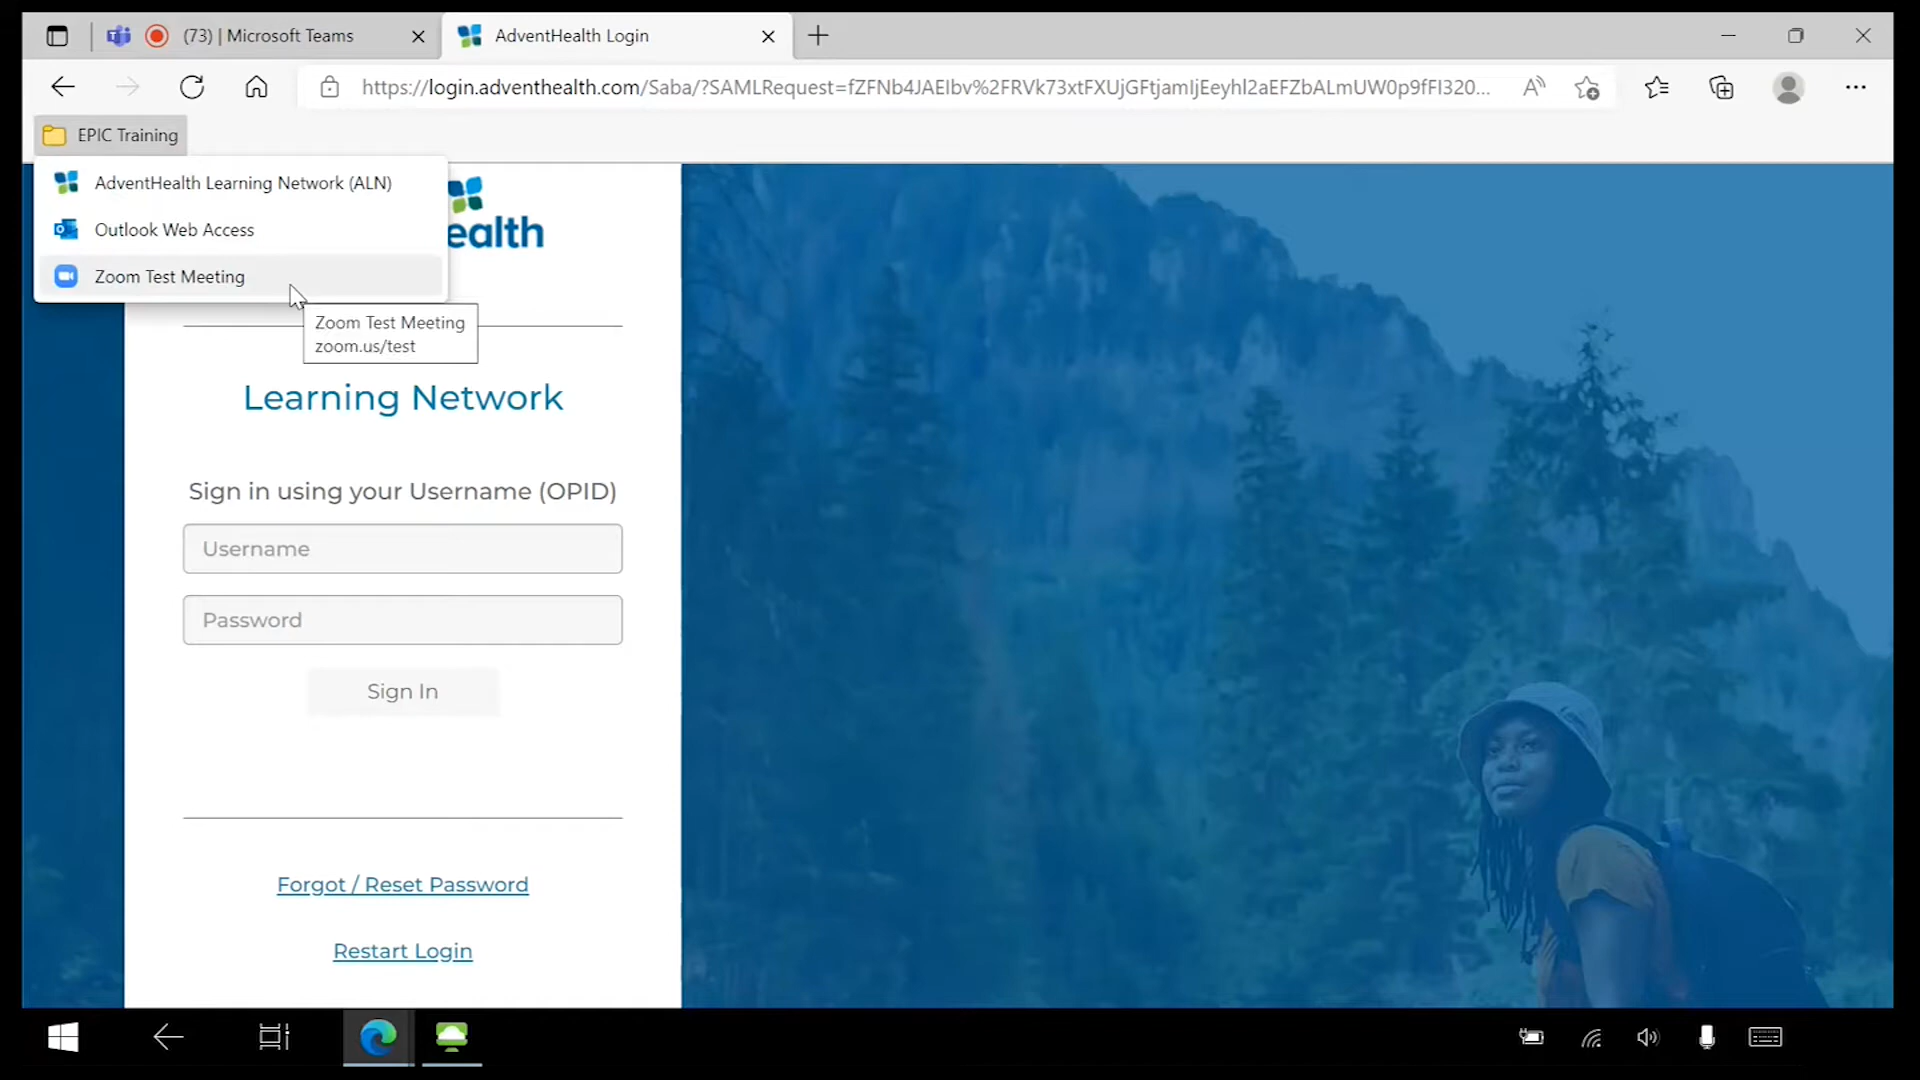 (73) | Microsoft Teams
AdventHealth Login
https://login.adventhealth.com/Saba/?SAMLRequest=fZFNb4JAEIbv%2FRVk73xtFXUjGFtjamIjEeyhl2aEFZbALmUW0p9fFI320...
EPIC Training
AdventHealth Learning Network (ALN)
Outlook Web Access
Zoom Test Meeting
ealth
Zoom Test Meeting
zoom.us/test
Learning Network
Sign in using your Username (OPID)
Username
Password
Sign In
Forgot / Reset Password
Restart Login